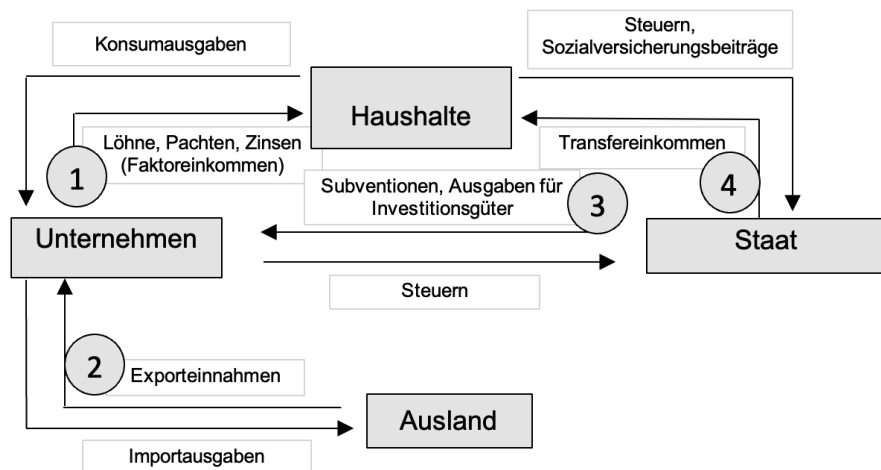 Konsumausgaben
Steuern,
Sozialversicherungsbeiträge
Haushalte
Löhne, Pachten, Zinsen
(Faktoreinkommen)
Transfereinkommen
1
Subventionen, Ausgaben für
Investitionsgüter
3
4
Unternehmen
Staat
Steuern
2
Exporteinnahmen
Ausland
Importausgaben